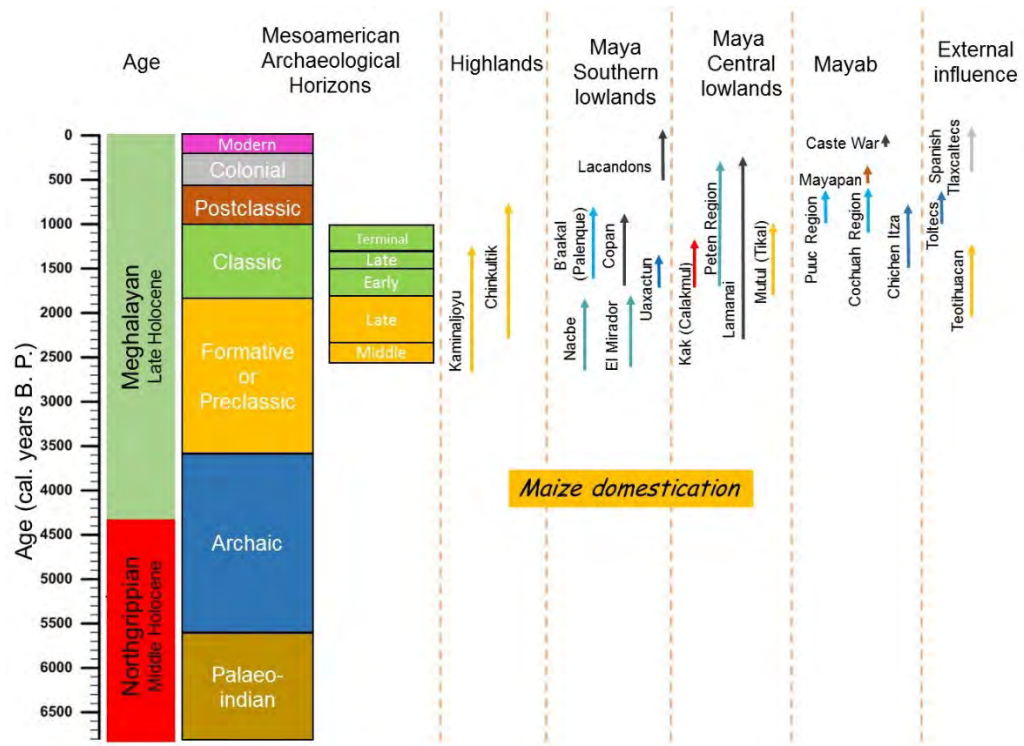 Age
Mesoamerican
Archaeological
Horizons
Highlands
Maya
Southern
lowlands
Maya
Central
lowlands
Mayab
External
influence
Age (cal. years B. P.)
0
500
1000
1500
2000
2500
3000
3500
4000
4500
5000
5500
6000
6500
Meghalayan
Late Holocene
Northgrippian
Middle Holocene
Modern
Colonial
Postclassic
Classic
Formative
or
Preclassic
Archaic
Palaeo-
indian
Terminal
Late
Early
Late
Middle
Kaminaljoyu
Chinkultik
Lacandons
B'aakal
(Palenque)
Copan
Uaxactun
Nacbe
El Mirador
Kak (Calakmul)
Peten Region
Lamanai
Mutul (Tikal)
Caste War
Mayapan
Puuc Region
Cochuah Region
Chichen Itza
Spanish
Tlaxcaltecs
Toltecs
Teotihuacan
Maize domestication